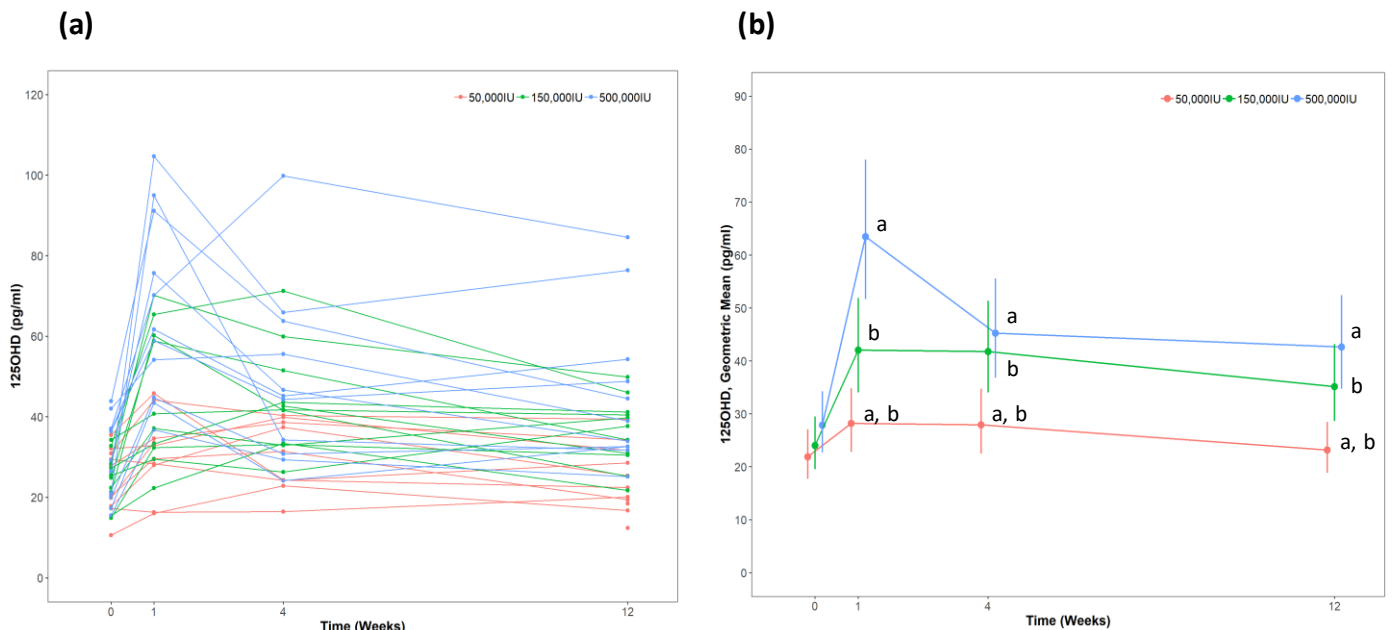 (a)
50,000IU 150,000IU 500,000IU
120
100
80
60
40
20
0
125OHD (pg/ml)
0 1 4 12
Time (Weeks)
(b)
50,000IU 150,000IU 500,000IU
90
80
70
60
50
40
30
20
10
0
125OHD, Geometric Mean (pg/ml)
a
b
a, b
a
b
a, b
a
b
a, b
0 1 4 12
Time (Weeks)